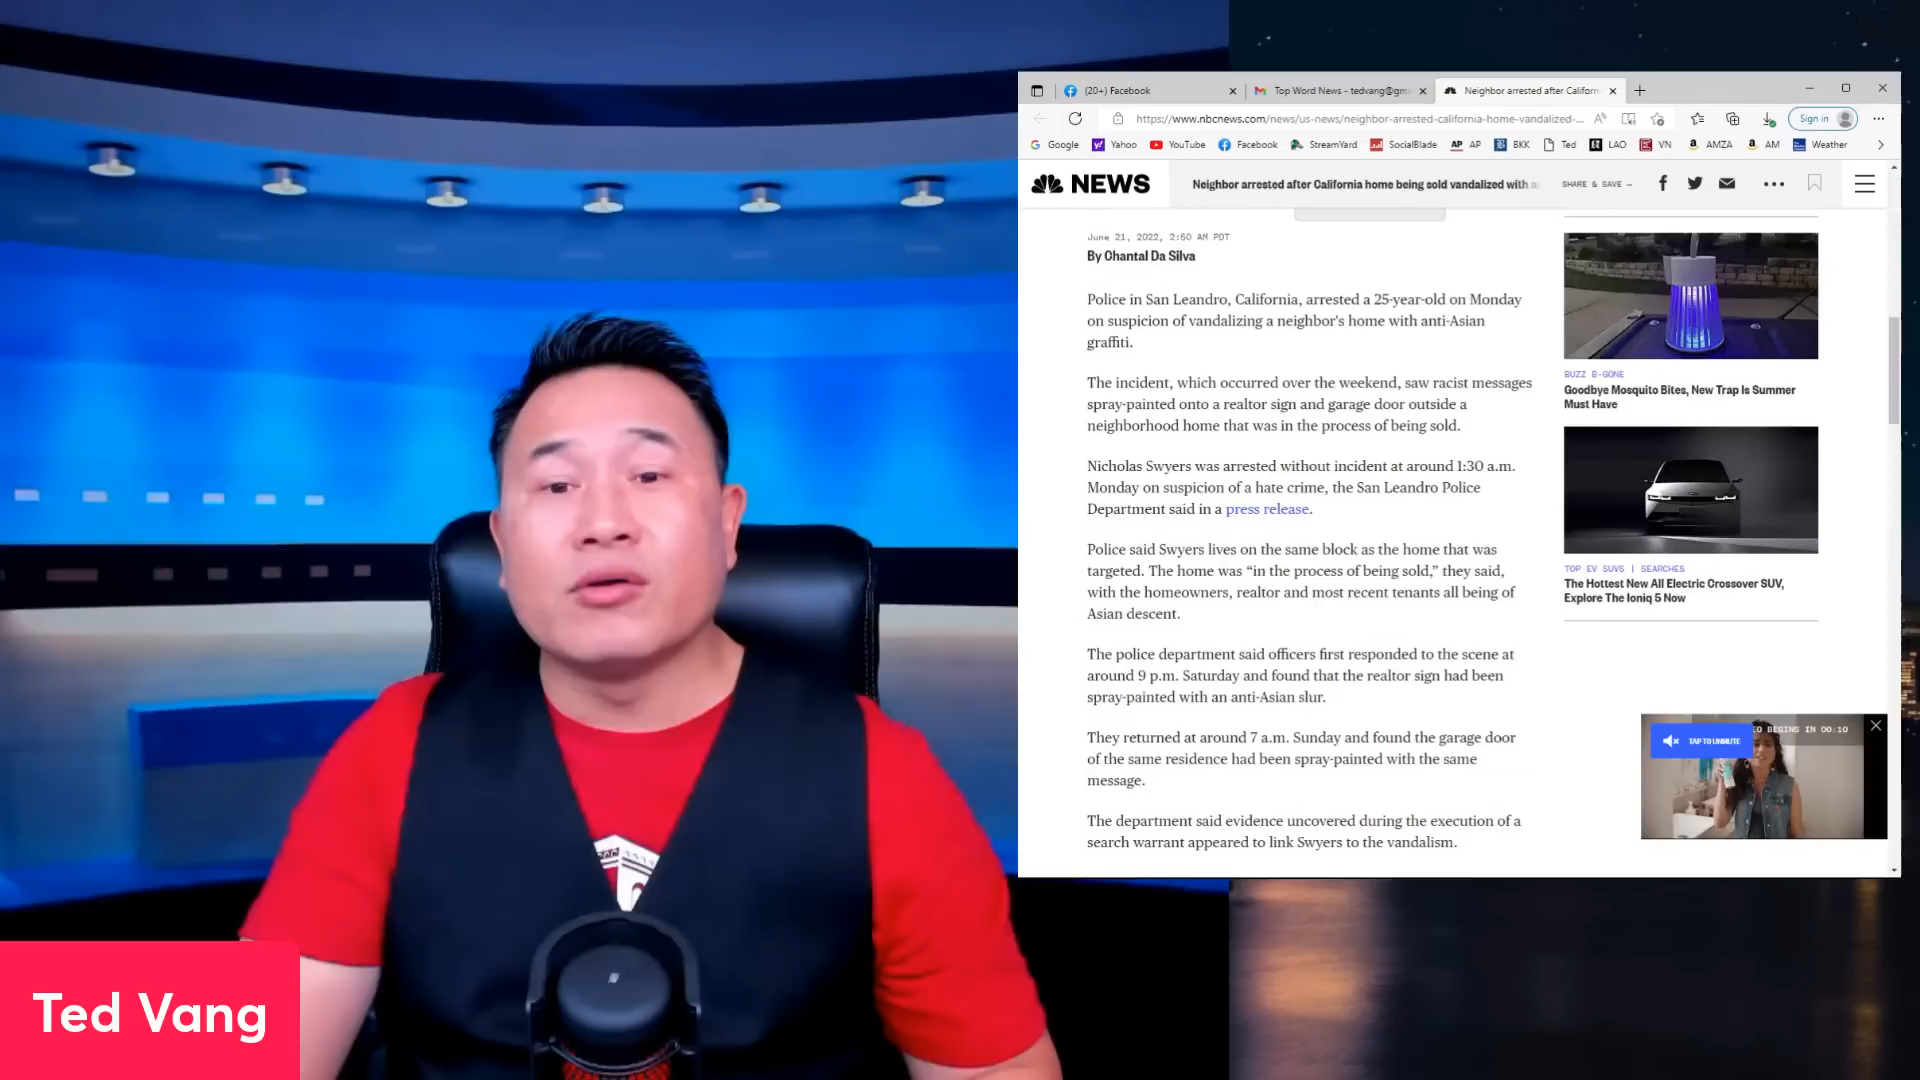 (20+) Facebook
Top Word News - tedvang@gm
Neighbor arrested after Californ
https://www.nbcnews.com/news/us-news/neighbor-arrested-california-home-vandalized-...
Sign in
Google
Yahoo
YouTube
Facebook
StreamYard
SocialBlade
AP AP
BKK
Ted
LAO
VN
AMZA
AM
Weather
NEWS
Neighbor arrested after California home being sold vandalized with
SHARE & SAVE —
June 21, 2022, 2:50 AM PDT
By Chantal Da Silva
Police in San Leandro, California, arrested a 25-year-old on Monday
on suspicion of vandalizing a neighbor's home with anti-Asian
graffiti.
The incident, which occurred over the weekend, saw racist messages
spray-painted onto a realtor sign and garage door outside a
neighborhood home that was in the process of being sold.
Nicholas Swyers was arrested without incident at around 1:30 a.m.
Monday on suspicion of a hate crime, the San Leandro Police
Department said in a press release.
Police said Swyers lives on the same block as the home that was
targeted. The home was “in the process of being sold,” they said,
with the homeowners, realtor and most recent tenants all being of
Asian descent.
The police department said officers first responded to the scene at
around 9 p.m. Saturday and found that the realtor sign had been
spray-painted with an anti-Asian slur.
They returned at around 7 a.m. Sunday and found the garage door
of the same residence had been spray-painted with the same
message.
The department said evidence uncovered during the execution of a
search warrant appeared to link Swyers to the vandalism.
BUZZ B-GONE
Goodbye Mosquito Bites, New Trap Is Summer
Must Have
TOP EV SUVS | SEARCHES
The Hottest New All Electric Crossover SUV,
Explore The Ioniq 5 Now
EO BEGINS IN 00:10
TAP TO UNMUTE
Ted Vang